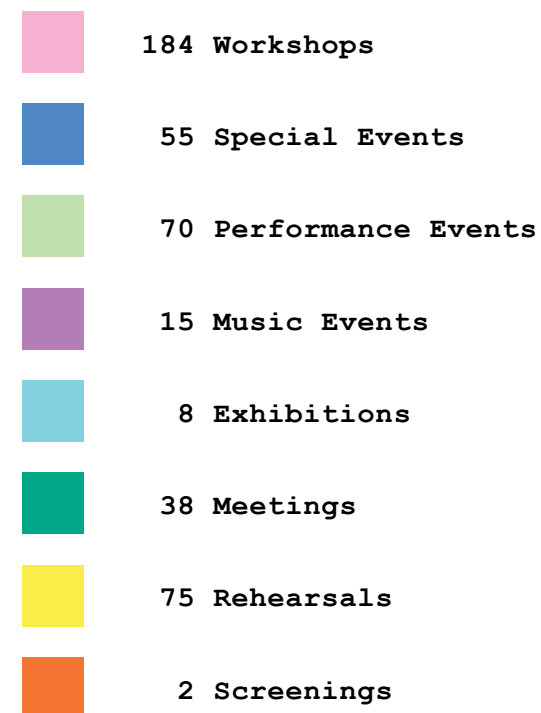 184 Workshops
55 Special Events
70 Performance Events
15 Music Events
8 Exhibitions
38 Meetings
75 Rehearsals
2 Screenings